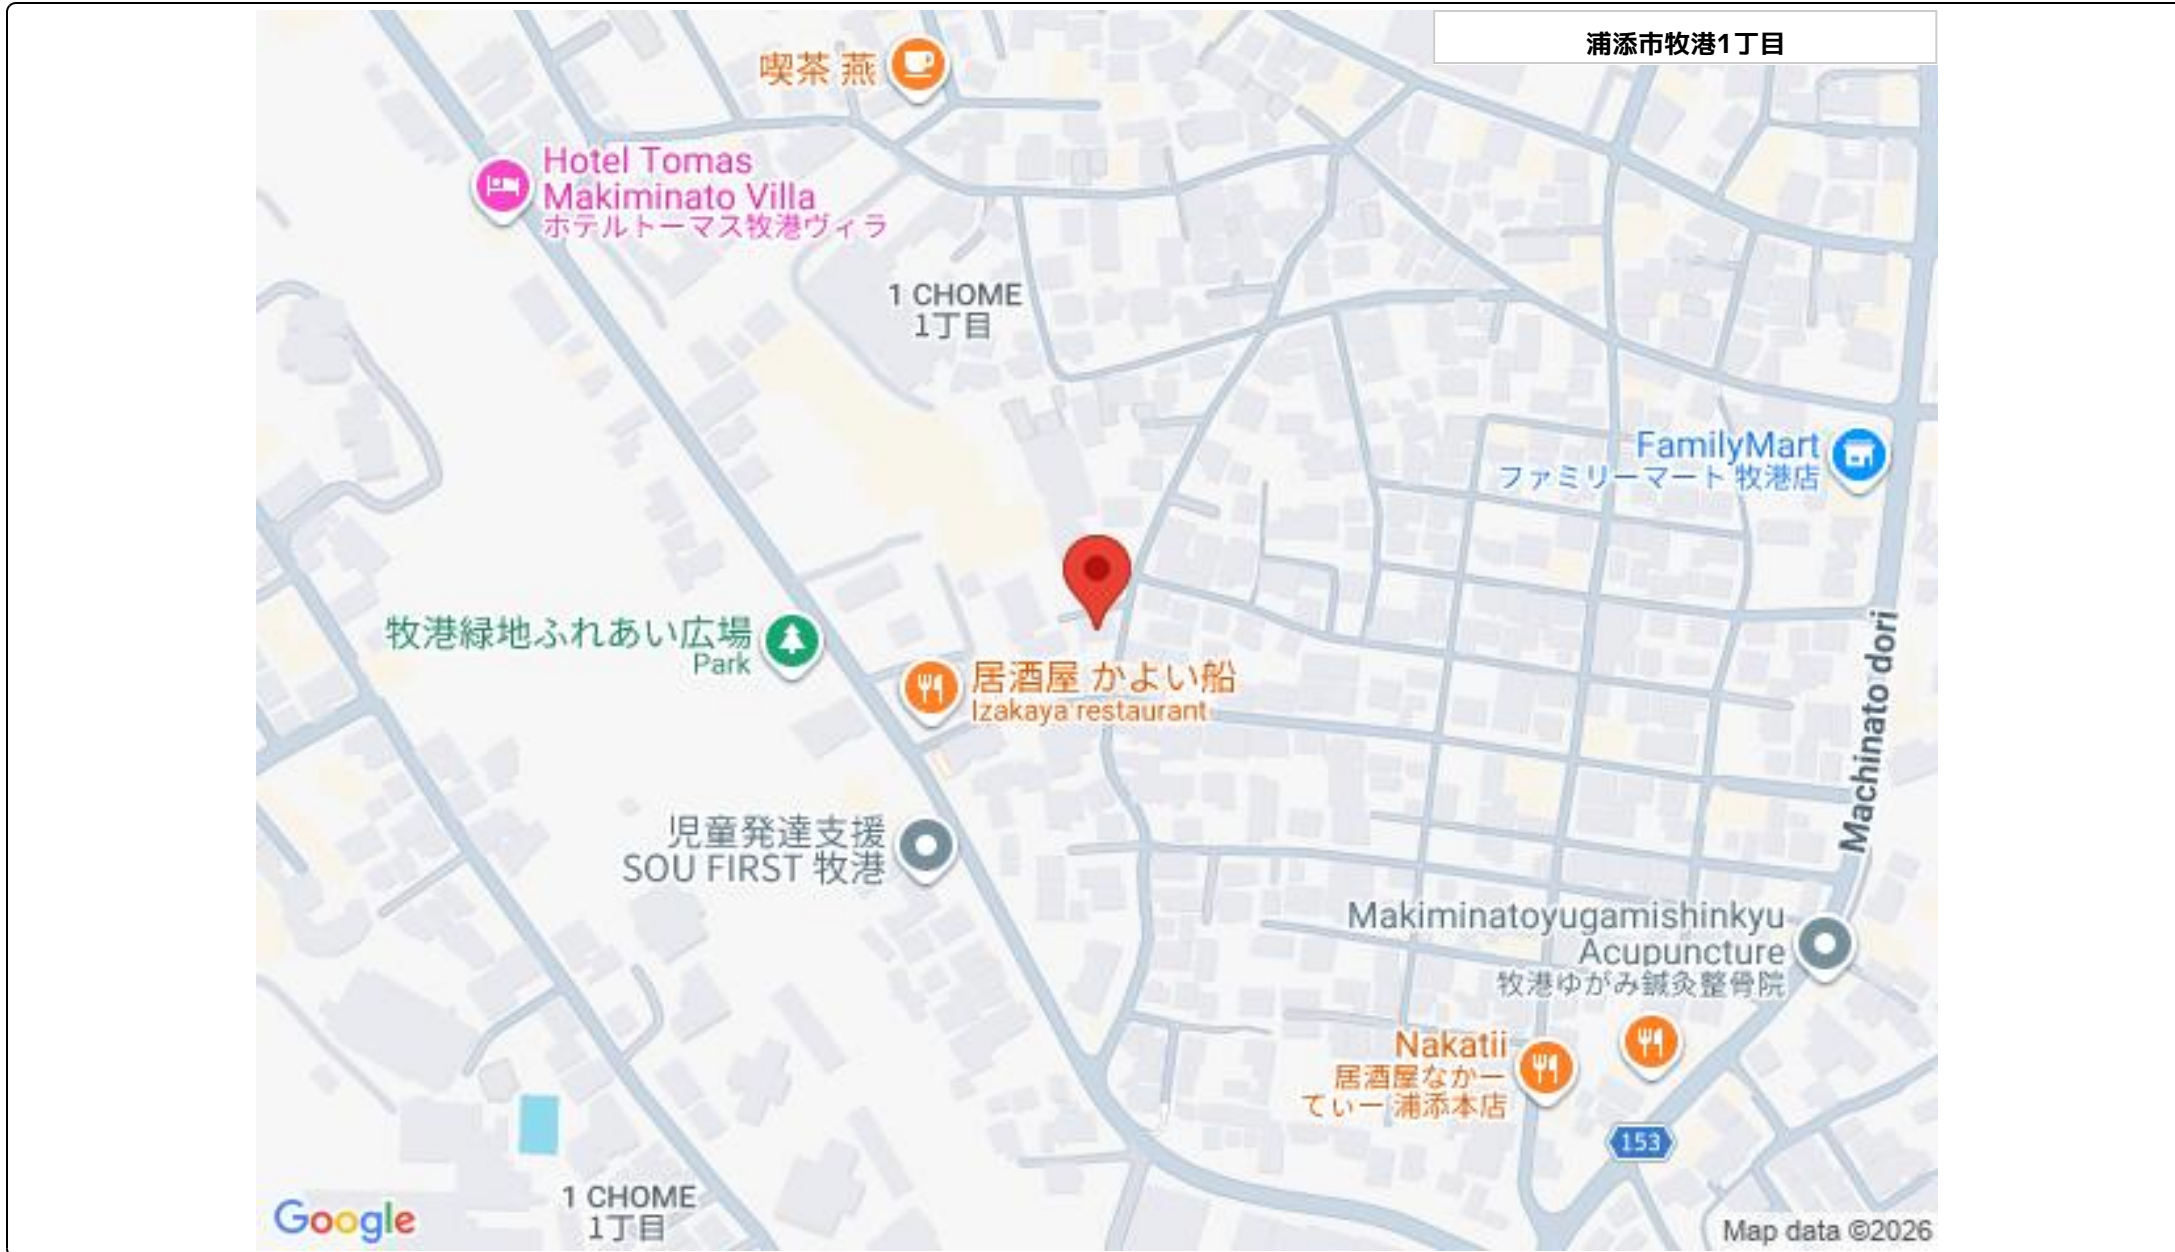 浦添市牧港1丁目
喫茶 燕
Hotel Tomas
Makiminato Villa
ホテルトーマス牧港ヴィラ
1 CHOME
1丁目
FamilyMart
ファミリーマート 牧港店
牧港緑地ふれあい広場
Park
居酒屋 かよい船
Izakaya restaurant
Machinato dori
児童発達支援
SOU FIRST 牧港
Makiminatoyugamishinkyu
Acupuncture
牧港ゆがみ鍼灸整骨院
Nakatii
居酒屋なかー
てぃー 浦添本店
153
1 CHOME
1丁目
Google
Map data ©2026